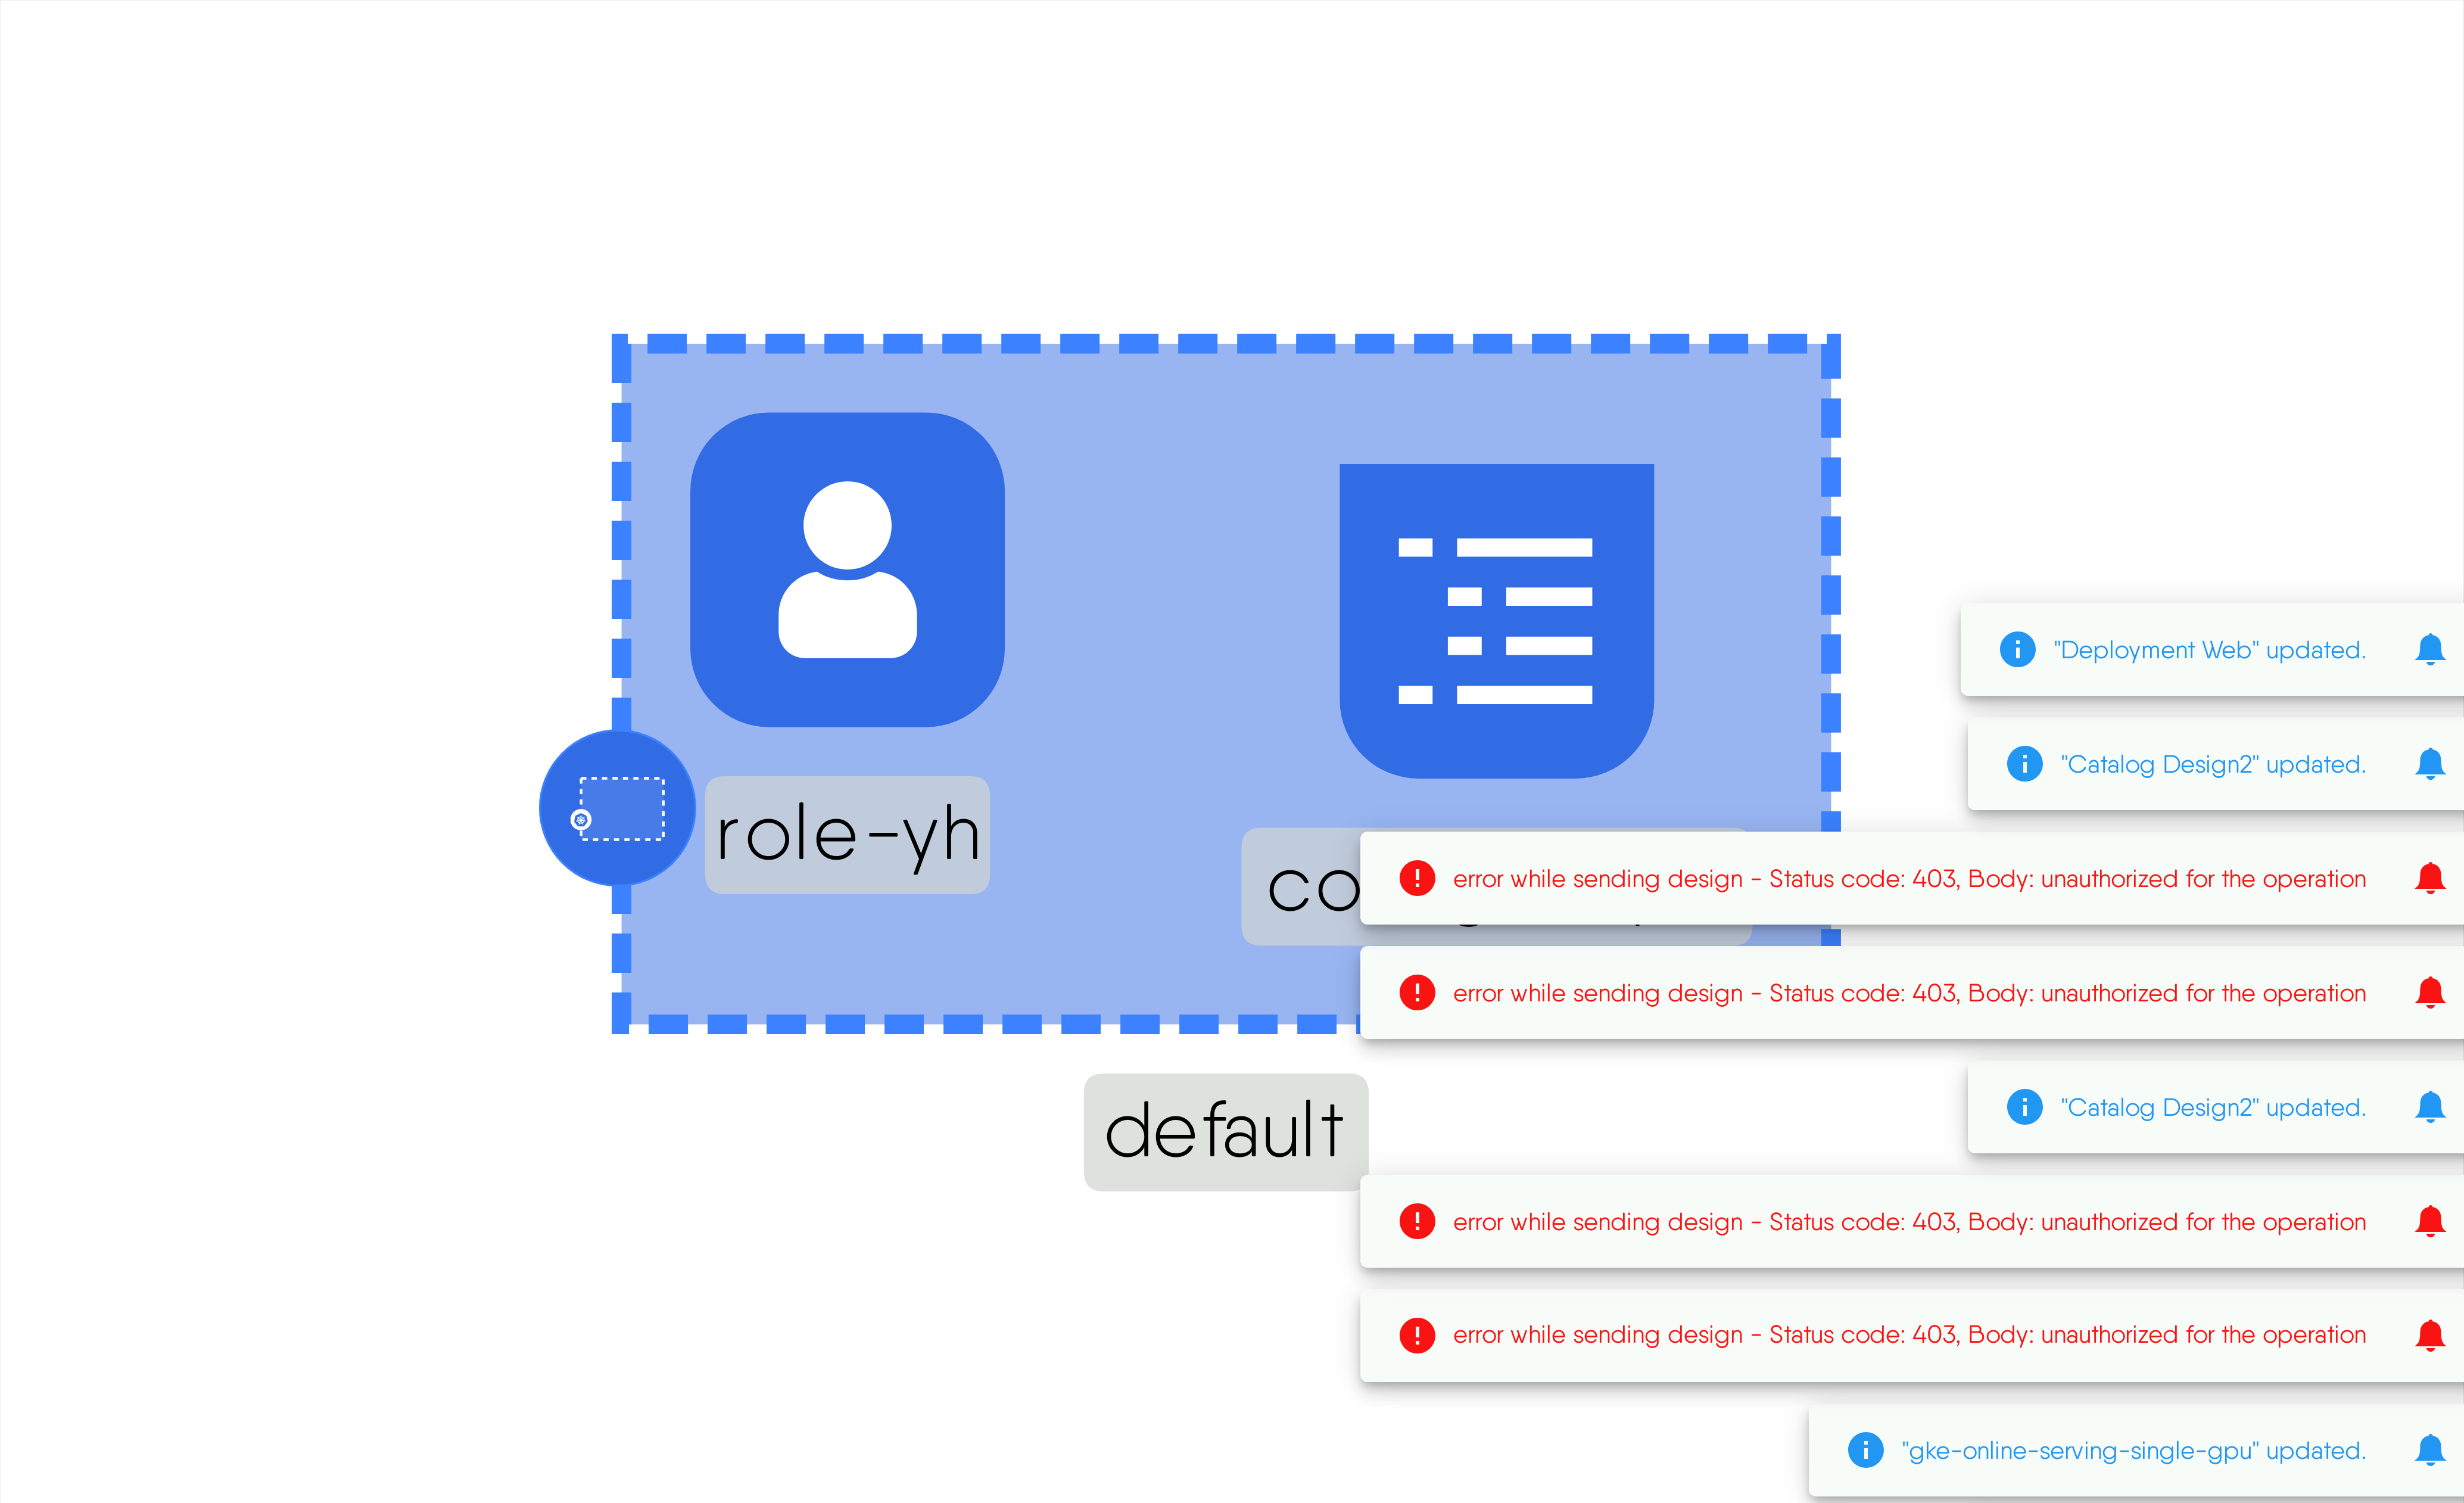 role-yh
default
"Deployment Web" updated.
"Catalog Design2" updated.
error while sending design - Status code: 403, Body: unauthorized for the operation
error while sending design - Status code: 403, Body: unauthorized for the operation
"Catalog Design2" updated.
error while sending design - Status code: 403, Body: unauthorized for the operation
error while sending design - Status code: 403, Body: unauthorized for the operation
"gke-online-serving-single-gpu" updated.